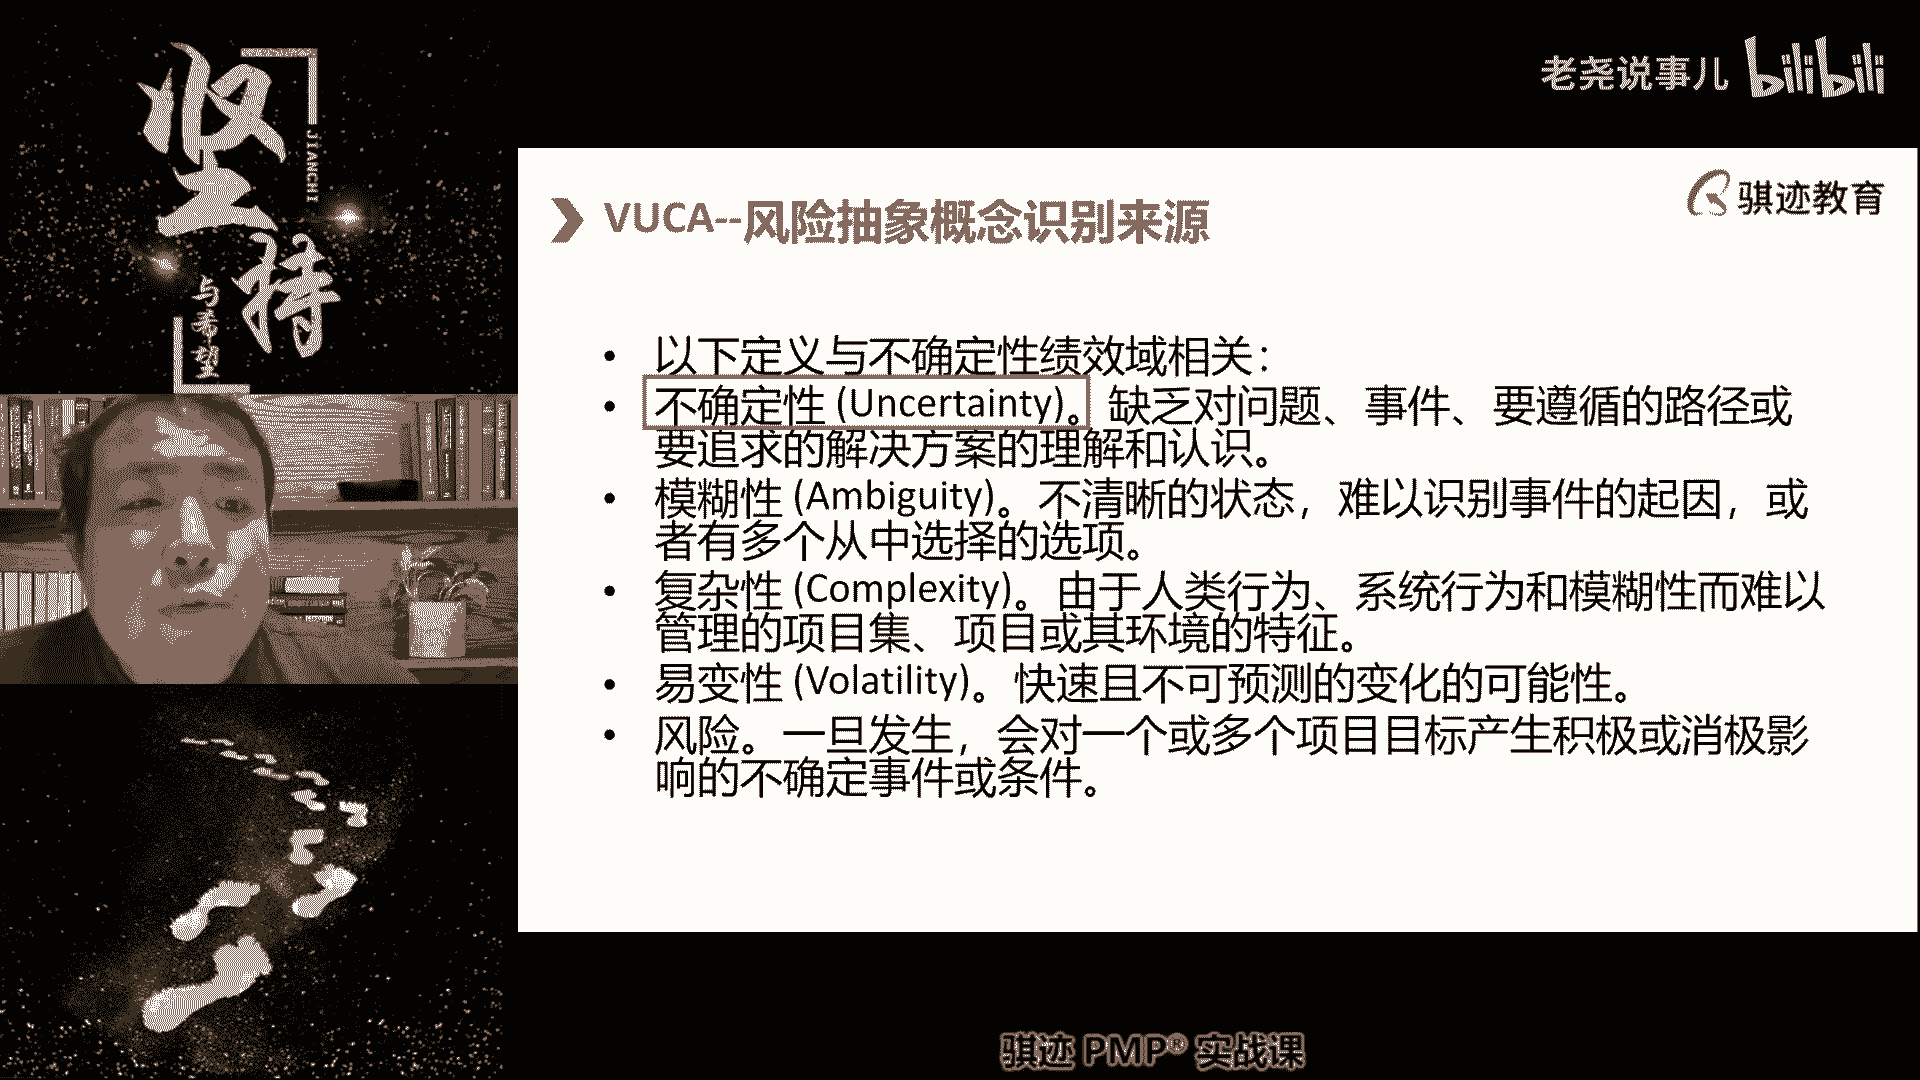 坚持
JIANCHI
与希望
老尧说事儿 bilibili
骐迹教育
VUCA--风险抽象概念识别来源
• 以下定义与不确定性绩效域相关：
• 不确定性 (Uncertainty)。缺乏对问题、事件、要遵循的路径或
要追求的解决方案的理解和认识。
• 模糊性 (Ambiguity)。不清晰的状态，难以识别事件的起因，或
者有多个从中选择的选项。
• 复杂性 (Complexity)。由于人类行为、系统行为和模糊性而难以
管理的项目集、项目或其环境的特征。
• 易变性 (Volatility)。快速且不可预测的变化的可能性。
• 风险。一旦发生，会对一个或多个项目目标产生积极或消极影
响的不确定事件或条件。
骐迹 PMP® 实战课